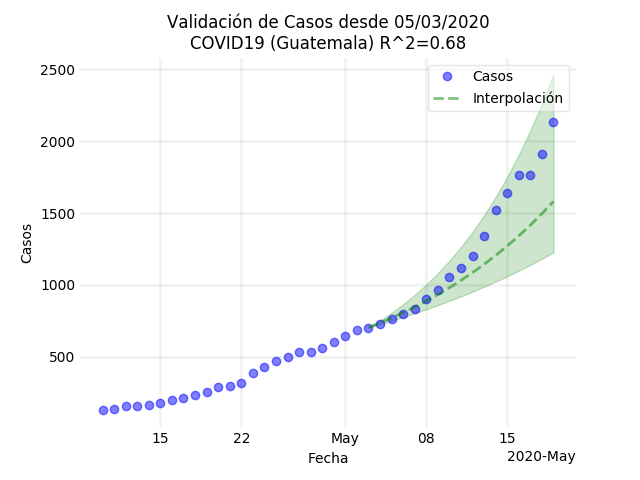 Validación de Casos desde 05/03/2020
COVID19 (Guatemala) R^2=0.68
Casos
Interpolación
2500
2000
1500
1000
500
Casos
15
22
May
08
15
Fecha
2020-May